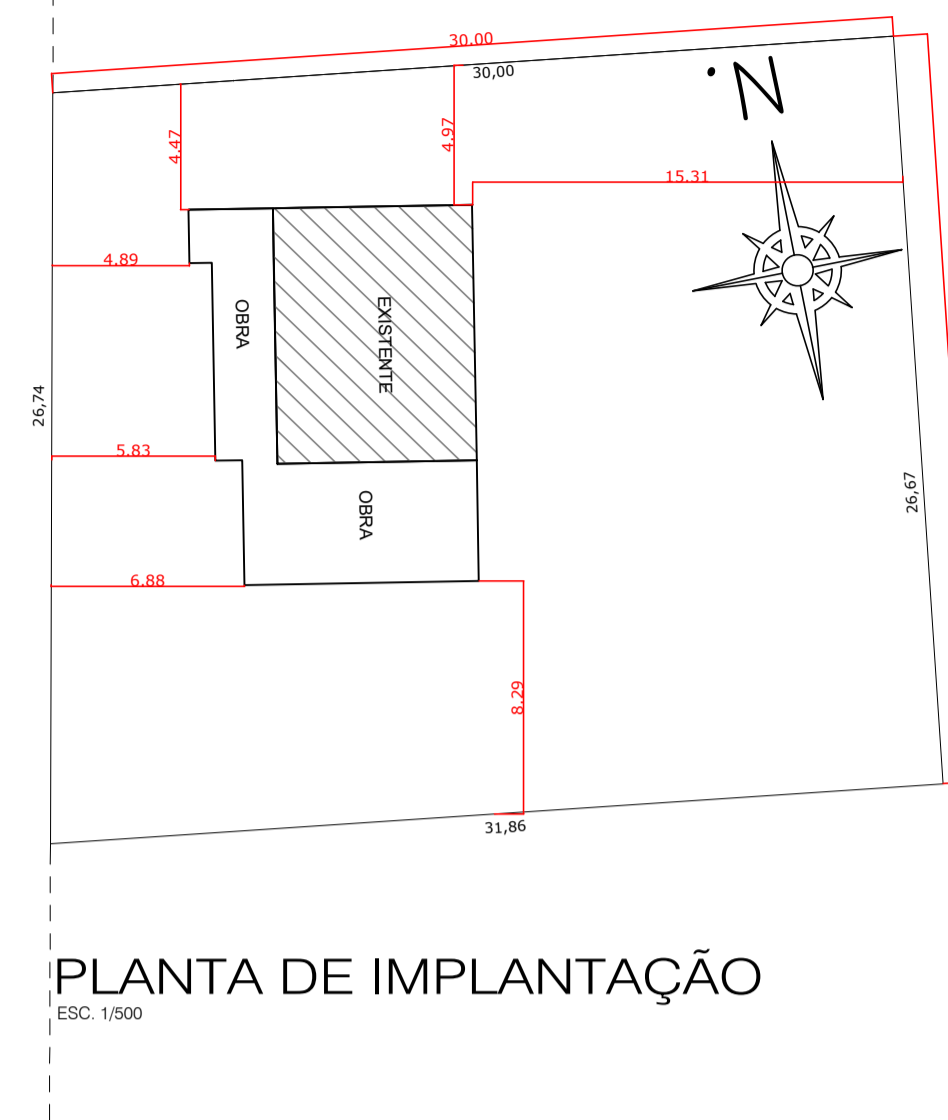 30.00
30,00
N
4.47
4.97
15.31
4.89
OBRA
EXISTENTE
26,74
5.83
26,67
OBRA
6.88
8.29
31,86
PLANTA DE IMPLANTAÇÃO
ESC. 1/500